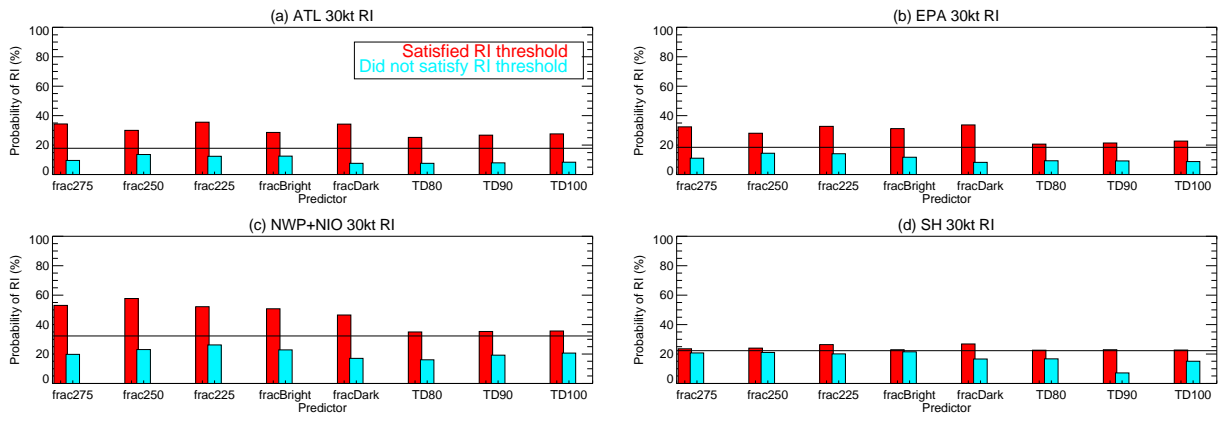 (a) ATL 30kt RI
100
80
60
40
20
0
Probability of RI (%)
Satisfied RI threshold
Did not satisfy RI threshold
frac275 frac250 frac225 fracBright fracDark TD80 TD90 TD100
Predictor
(b) EPA 30kt RI
100
80
60
40
20
0
Probability of RI (%)
frac275 frac250 frac225 fracBright fracDark TD80 TD90 TD100
Predictor
(c) NWP+NIO 30kt RI
100
80
60
40
20
0
Probability of RI (%)
frac275 frac250 frac225 fracBright fracDark TD80 TD90 TD100
Predictor
(d) SH 30kt RI
100
80
60
40
20
0
Probability of RI (%)
frac275 frac250 frac225 fracBright fracDark TD80 TD90 TD100
Predictor